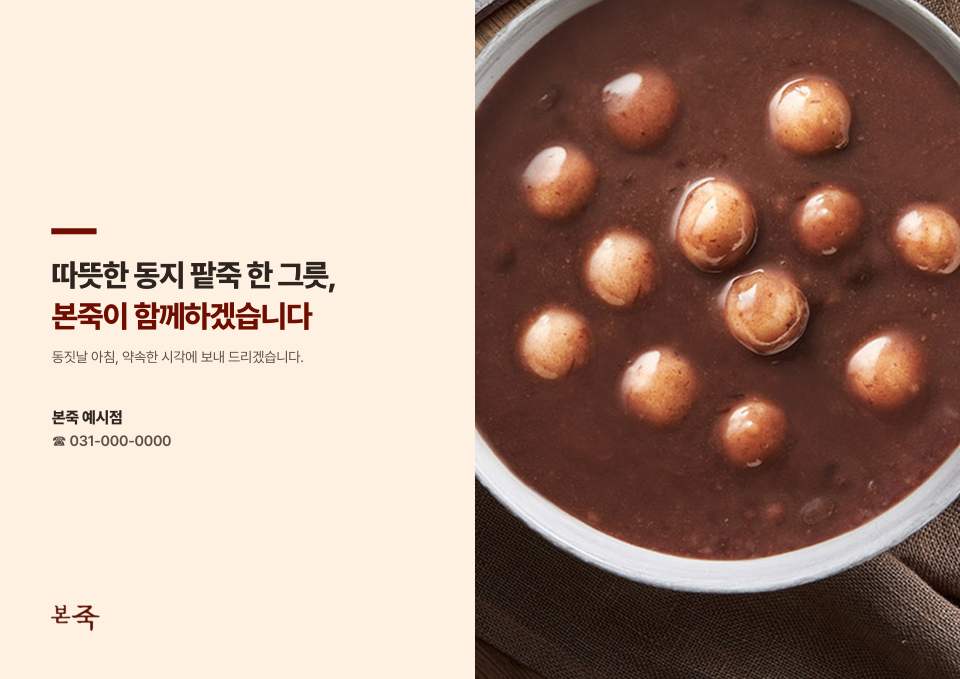 따뜻한 동지 팥죽 한 그릇,
본죽이 함께하겠습니다
동짓날 아침, 약속한 시각에 보내 드리겠습니다.
본죽 예시점
☎ 031-000-0000
본죽